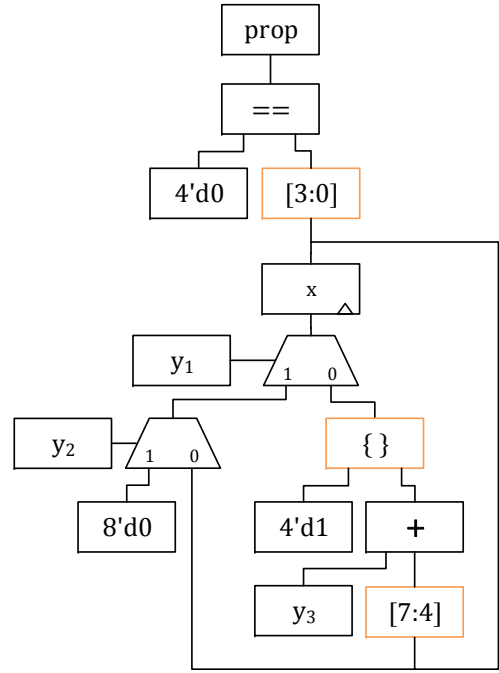 prop
==
4'd0 [3:0]
x
y₁ 1 0
y₂ 1 0 { }
8'd0 4'd1 +
y₃ [7:4]